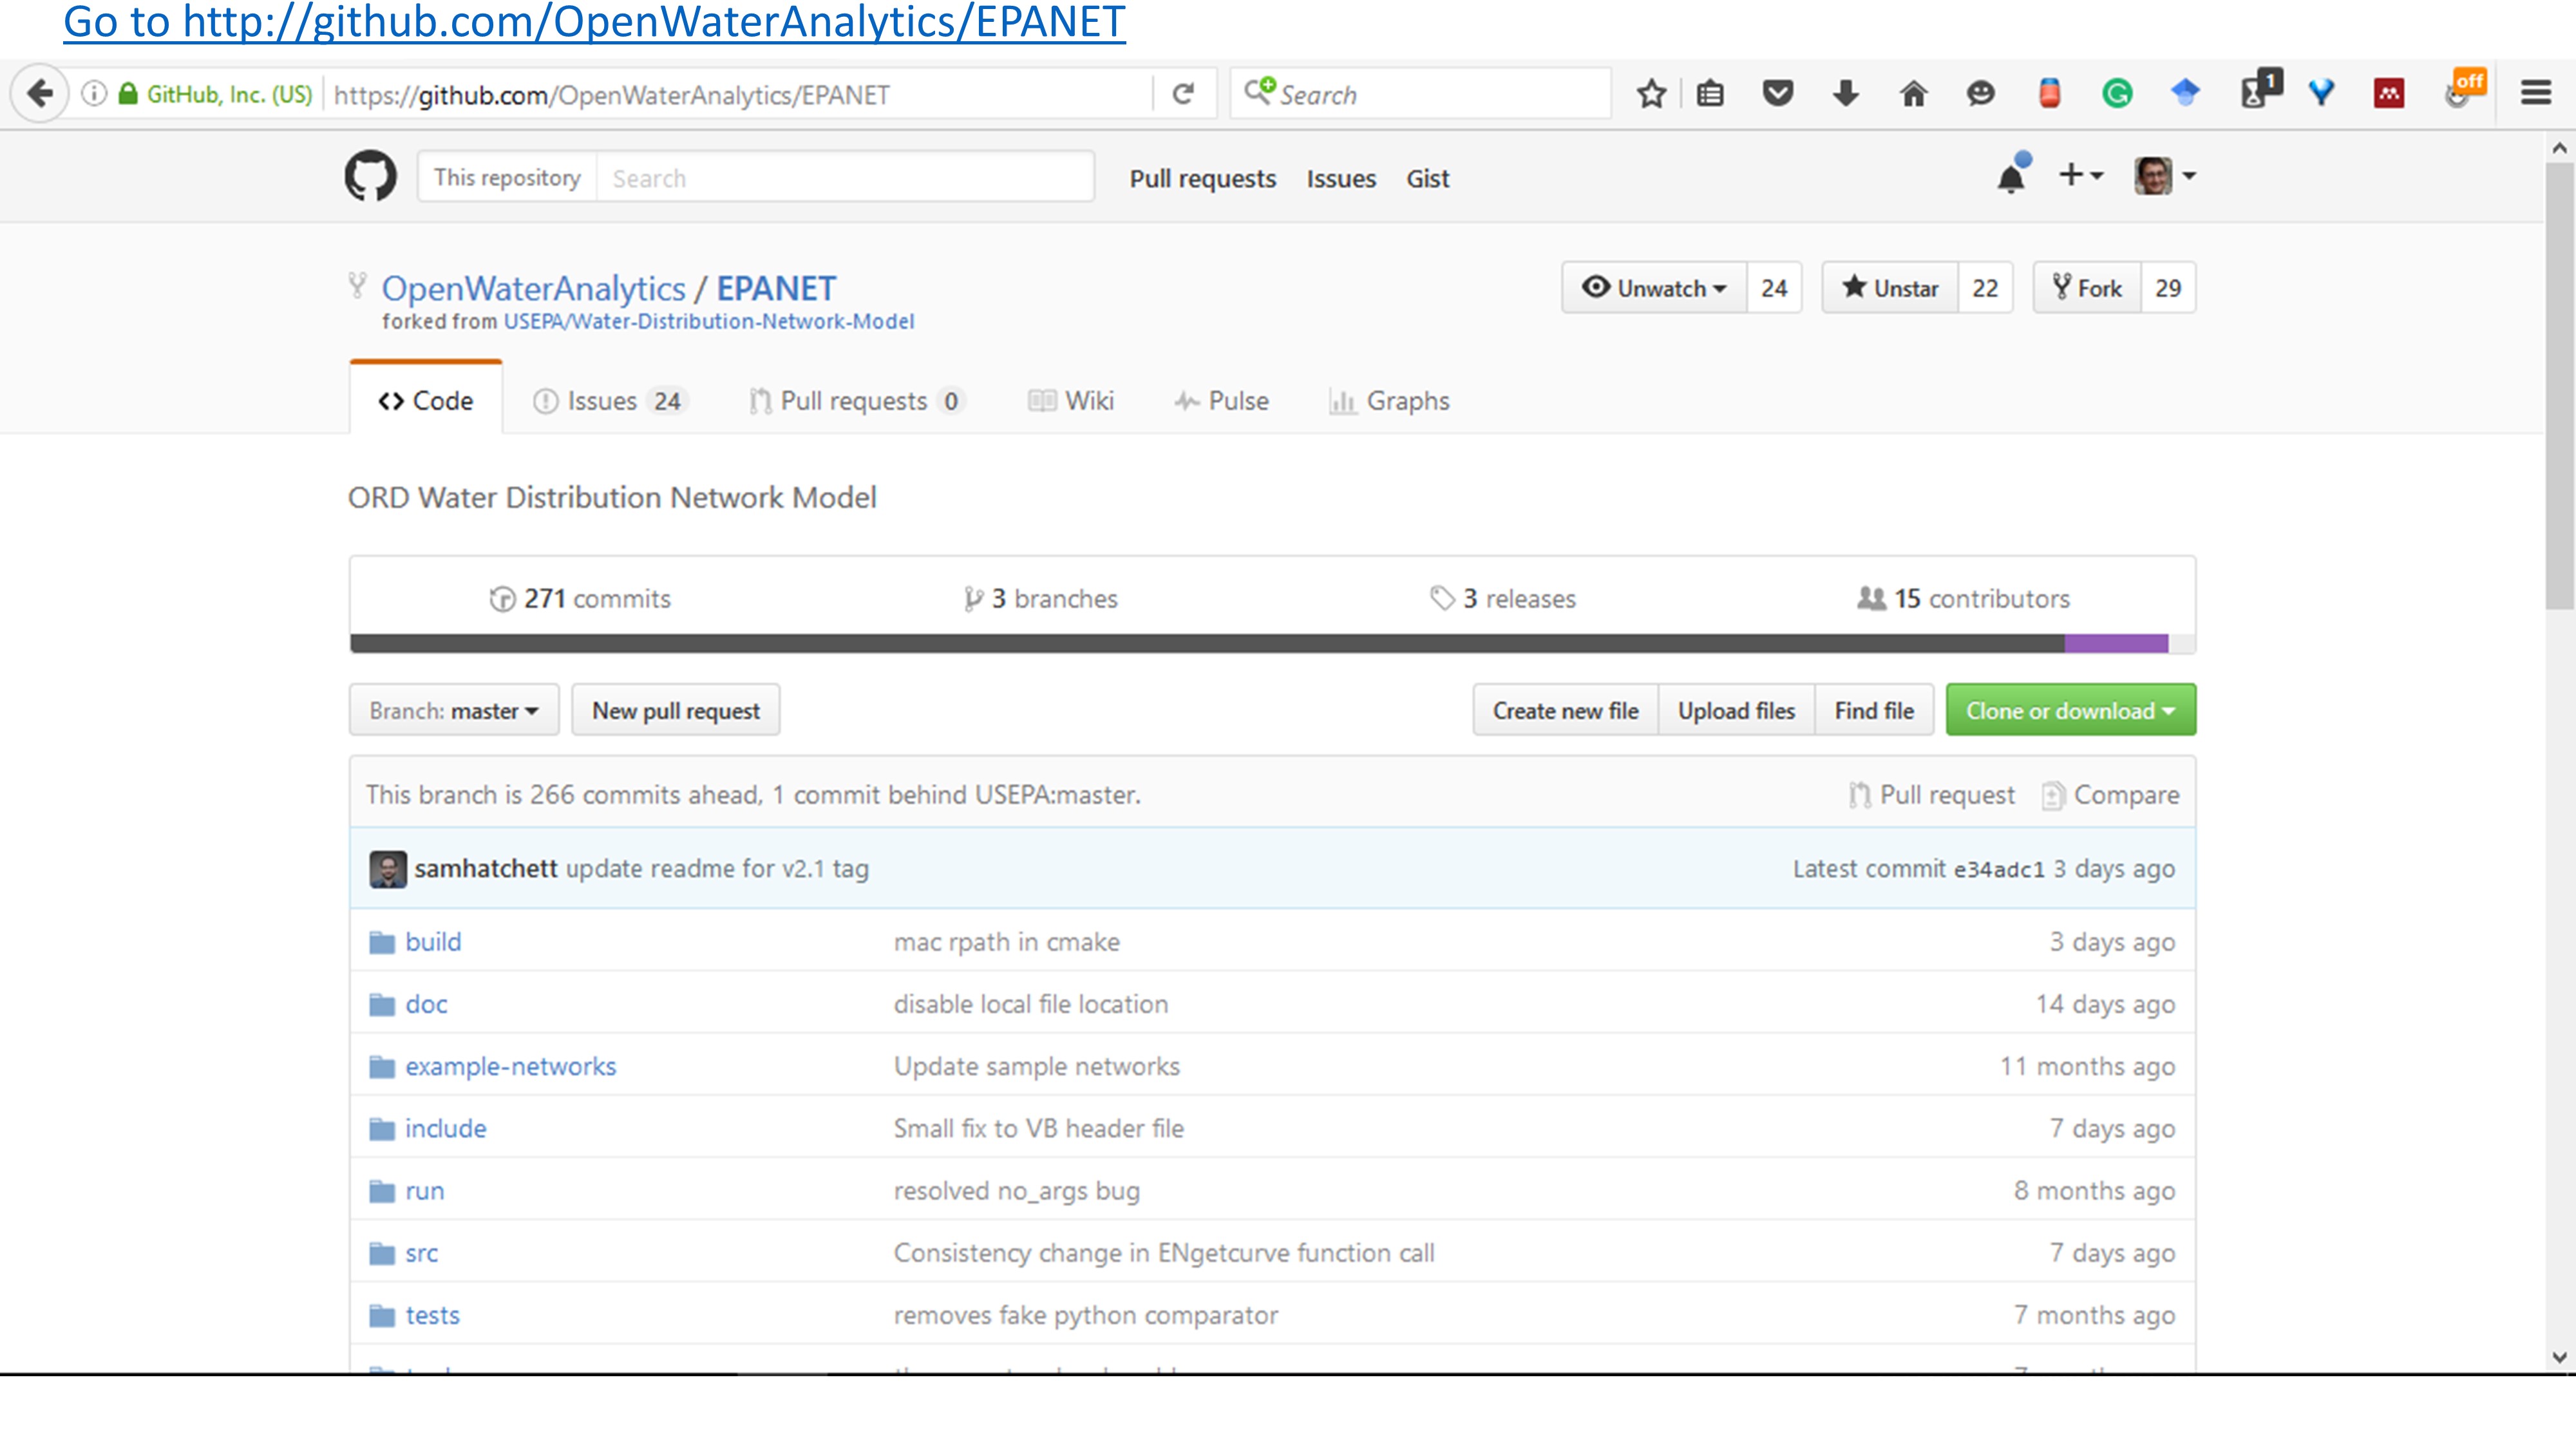 Go to http://github.com/OpenWaterAnalytics/EPANET
GitHub, Inc. (US) https://github.com/OpenWaterAnalytics/EPANET Search 1 off
This repository Search Pull requests Issues Gist
OpenWaterAnalytics / EPANET Unwatch 24 Unstar 22 Fork 29
forked from USEPA/Water-Distribution-Network-Model
Code Issues 24 Pull requests 0 Wiki Pulse Graphs
ORD Water Distribution Network Model
271 commits 3 branches 3 releases 15 contributors
Branch: master New pull request Create new file Upload files Find file Clone or download
This branch is 266 commits ahead, 1 commit behind USEPA:master. Pull request Compare
samhatchett update readme for v2.1 tag Latest commit e34adc1 3 days ago
build mac rpath in cmake 3 days ago
doc disable local file location 14 days ago
example-networks Update sample networks 11 months ago
include Small fix to VB header file 7 days ago
run resolved no_args bug 8 months ago
src Consistency change in ENgetcurve function call 7 days ago
tests removes fake python comparator 7 months ago